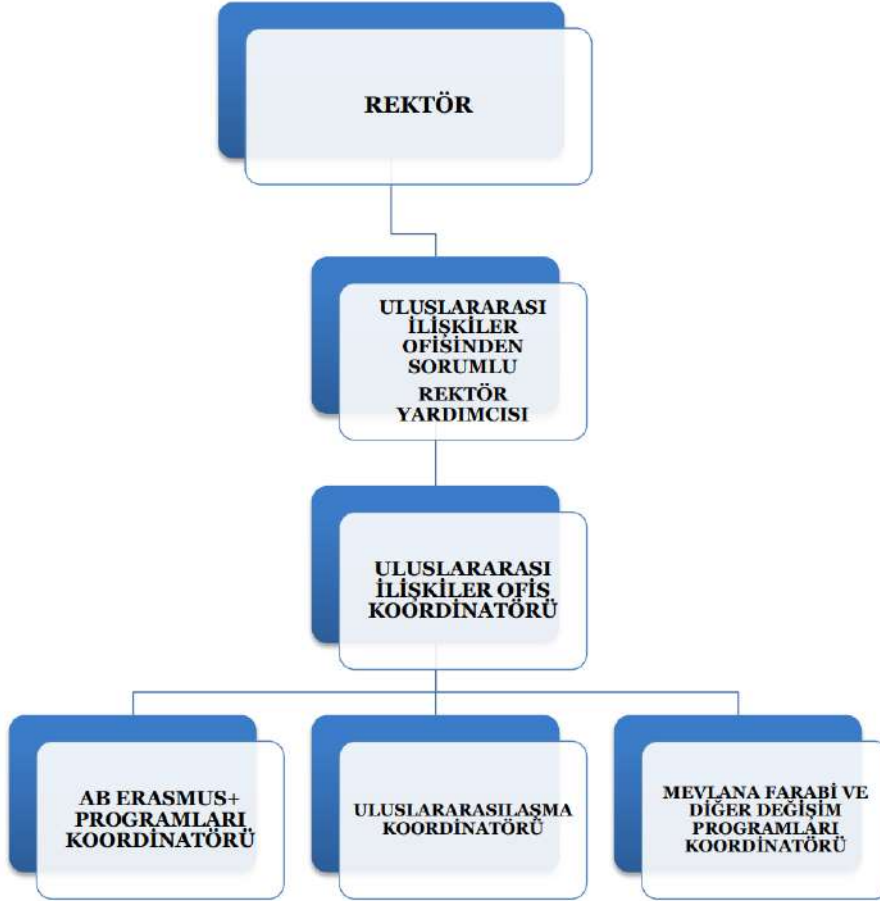 REKTÖR
ULUSLARARASI
İLİŞKİLER
OFİSİNDEN
SORUMLU
REKTÖR
YARDIMCISI
ULUSLARARASI
İLİŞKİLER OFİS
KOORDİNATÖRÜ
AB ERASMUS+
PROGRAMLARI
KOORDİNATÖRÜ
ULUSLARARASILAŞMA
KOORDİNATÖRÜ
MEVLANA FARABİ VE
DİĞER DEĞİŞİM
PROGRAMLARI
KOORDİNATÖRÜ